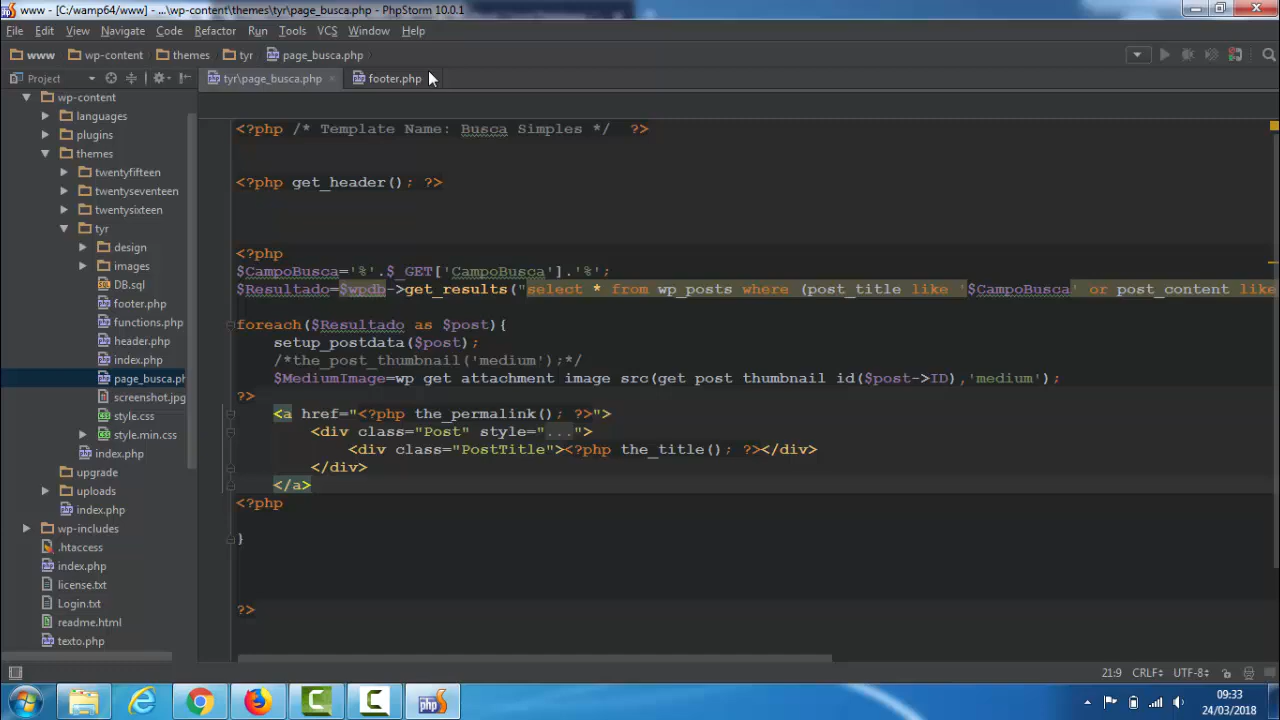 www - [C:/wamp64/www] - ...\wp-content\themes\tyr\page_busca.php - PhpStorm 10.0.1
File Edit View Navigate Code Refactor Run Tools VCS Window Help
www wp-content themes tyr page_busca.php
Project tyr\page_busca.php footer.php
wp-content
languages
plugins
themes
twentyfifteen
twentyseventeen
twentysixteen
tyr
design
images
DB.sql
footer.php
functions.php
header.php
index.php
page_busca.ph
screenshot.jpg
style.css
style.min.css
index.php
upgrade
uploads
index.php
wp-includes
.htaccess
index.php
license.txt
Login.txt
readme.html
texto.php
<?php /* Template Name: Busca Simples */ ?>
<?php get_header(); ?>
<?php
$CampoBusca='%'.$_GET['CampoBusca'].'%';
$Resultado=$wpdb->get_results("select * from wp_posts where (post_title like '$CampoBusca' or post_content like
foreach($Resultado as $post){
setup_postdata($post);
/*the_post_thumbnail('medium');*/
$MediumImage=wp_get_attachment_image_src(get_post_thumbnail_id($post->ID),'medium');
?>
<a href="<?php the_permalink(); ?>">
<div class="Post" style="...">
<div class="PostTitle"><?php the_title(); ?></div>
</div>
</a>
<?php
}
?>
21:9 CRLF UTF-8
09:33
24/03/2018